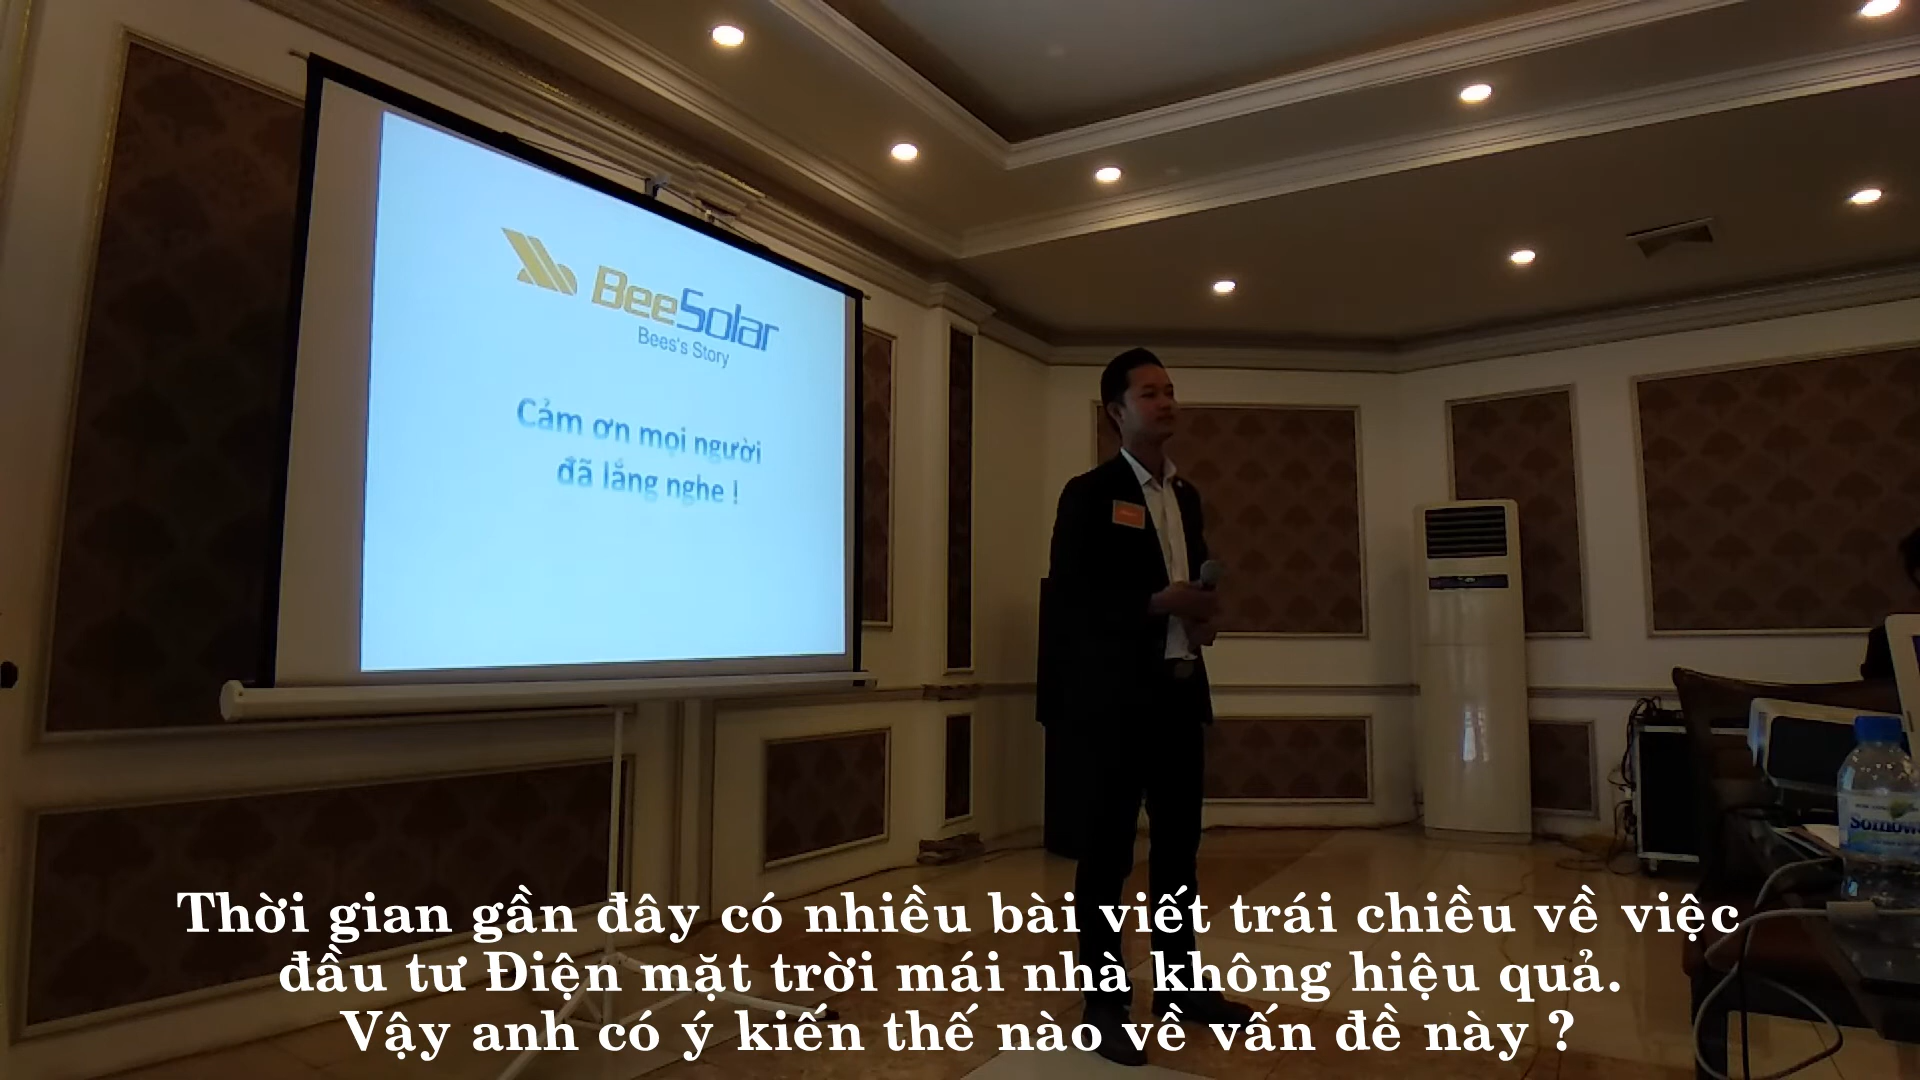 BeeSolar
Bees's Story
Cảm ơn mọi người
đã lắng nghe !
Thời gian gần đây có nhiều bài viết trái chiều về việc
đầu tư Điện mặt trời mái nhà không hiệu quả.
Vậy anh có ý kiến thế nào về vấn đề này ?